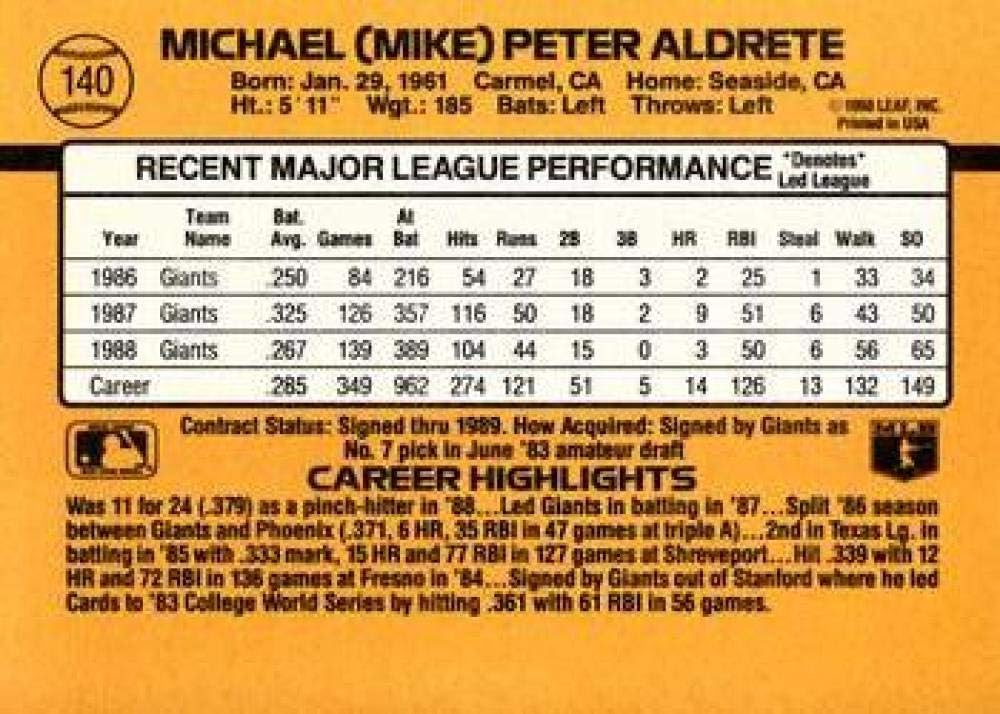 140
MICHAEL (MIKE) PETER ALDRETE
Born: Jan. 29, 1961 Carmel, CA Home: Seaside, CA
Ht.: 5'11" Wgt.: 185 Bats: Left Throws: Left
LEAF, INC.
Printed in USA
RECENT MAJOR LEAGUE PERFORMANCE *Denotes*
Led League
Year Team Name Bat. Avg. Games At Bat Hits Runs 2B 3B HR RBI Steal Walk SO
1986 Giants .250 84 216 54 27 18 3 2 25 1 33 34
1987 Giants .325 126 357 116 50 18 2 9 51 6 43 50
1988 Giants .267 139 389 104 44 15 0 3 50 6 56 65
Career .285 349 962 274 121 51 5 14 126 13 132 149
Contract Status: Signed thru 1989. How Acquired: Signed by Giants as
No. 7 pick in June '83 amateur draft
CAREER HIGHLIGHTS
Was 11 for 24 (.379) as a pinch-hitter in '88...Led Giants in batting in '87...Split '86 season
between Giants and Phoenix (.371, 6 HR, 35 RBI in 47 games at triple A)...2nd in Texas Lg. in
batting in '85 with .333 mark, 15 HR and 77 RBI in 127 games at Shreveport...Hit .339 with 12
HR and 72 RBI in 136 games at Fresno in '84...Signed by Giants out of Stanford where he led
Cards to '83 College World Series by hitting .361 with 61 RBI in 56 games.